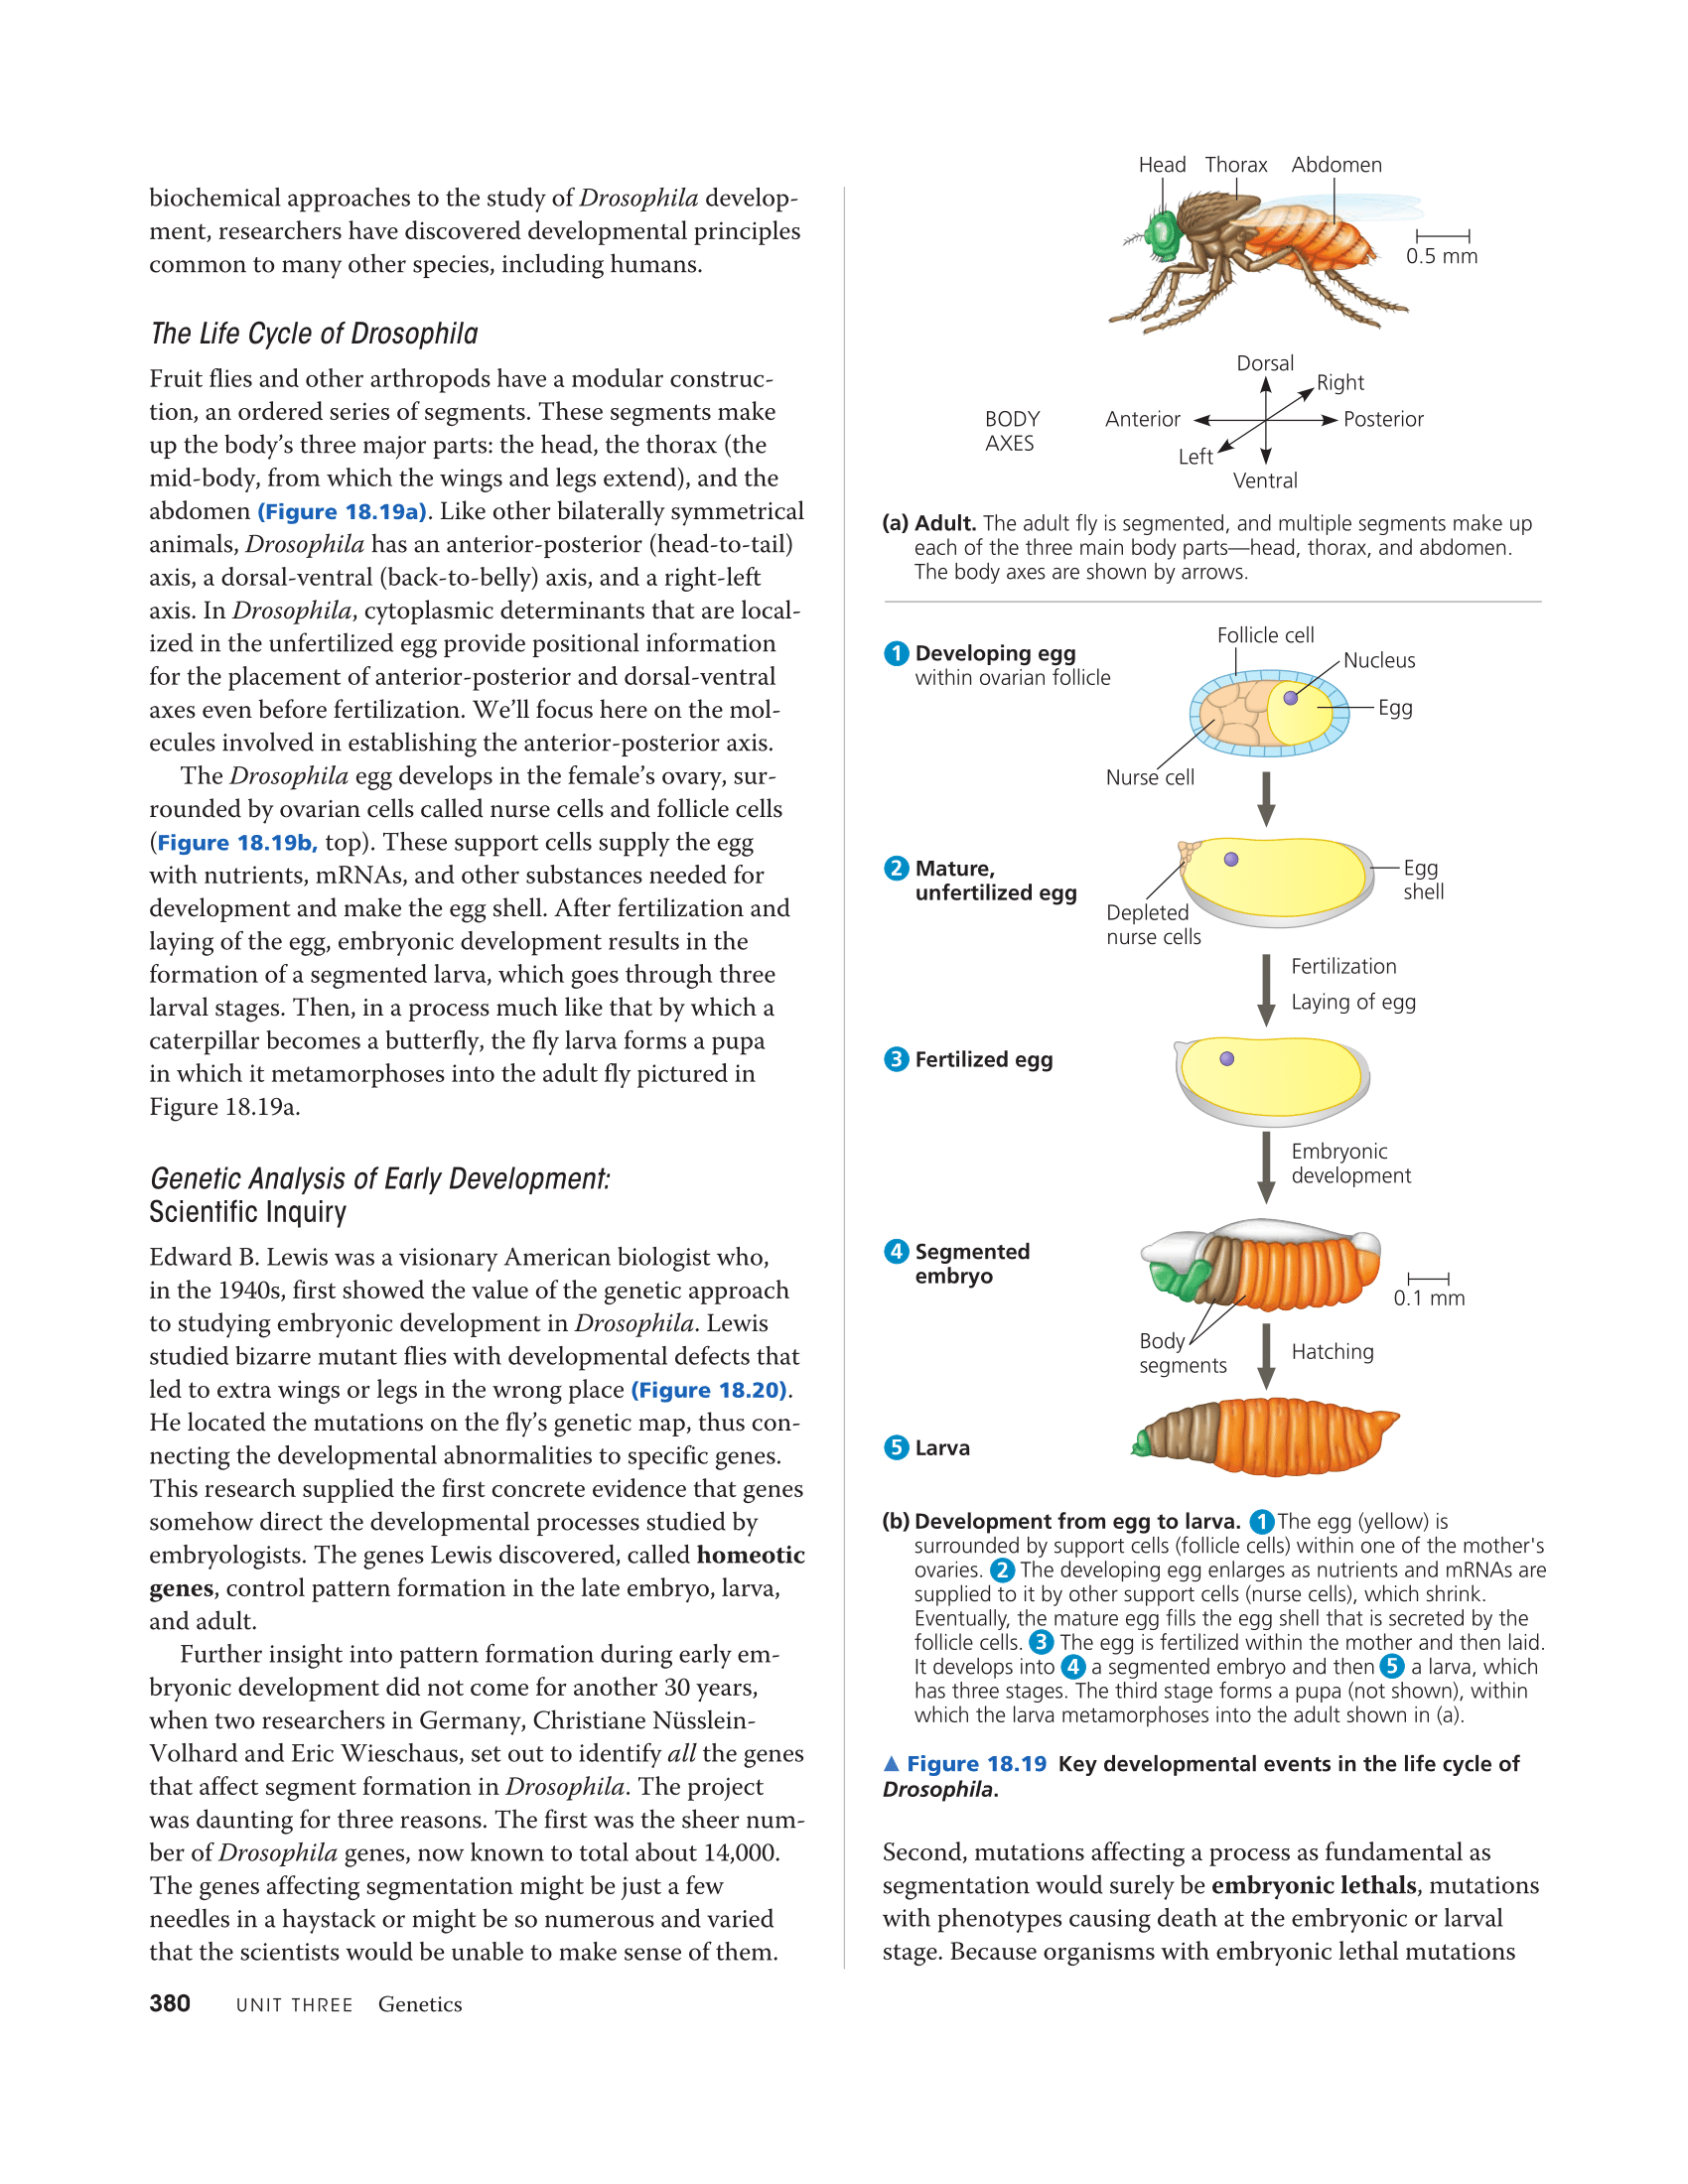 biochemical approaches to the study of Drosophila develop-
ment, researchers have discovered developmental principles
common to many other species, including humans.
The Life Cycle of Drosophila
Fruit flies and other arthropods have a modular construc-
tion, an ordered series of segments. These segments make
up the body's three major parts: the head, the thorax (the
mid-body, from which the wings and legs extend), and the
abdomen (Figure 18.19a). Like other bilaterally symmetrical
animals, Drosophila has an anterior-posterior (head-to-tail)
axis, a dorsal-ventral (back-to-belly) axis, and a right-left
axis. In Drosophila, cytoplasmic determinants that are local-
ized in the unfertilized egg provide positional information
for the placement of anterior-posterior and dorsal-ventral
axes even before fertilization. We'll focus here on the mol-
ecules involved in establishing the anterior-posterior axis.
The Drosophila egg develops in the female's ovary, sur-
rounded by ovarian cells called nurse cells and follicle cells
(Figure 18.19b, top). These support cells supply the egg
with nutrients, mRNAs, and other substances needed for
development and make the egg shell. After fertilization and
laying of the egg, embryonic development results in the
formation of a segmented larva, which goes through three
larval stages. Then, in a process much like that by which a
caterpillar becomes a butterfly, the fly larva forms a pupa
in which it metamorphoses into the adult fly pictured in
Figure 18.19a.
Genetic Analysis of Early Development:
Scientific Inquiry
Edward B. Lewis was a visionary American biologist who,
in the 1940s, first showed the value of the genetic approach
to studying embryonic development in Drosophila. Lewis
studied bizarre mutant flies with developmental defects that
led to extra wings or legs in the wrong place (Figure 18.20).
He located the mutations on the fly's genetic map, thus con-
necting the developmental abnormalities to specific genes.
This research supplied the first concrete evidence that genes
somehow direct the developmental processes studied by
embryologists. The genes Lewis discovered, called homeotic
genes, control pattern formation in the late embryo, larva,
and adult.
Further insight into pattern formation during early em-
bryonic development did not come for another 30 years,
when two researchers in Germany, Christiane Nüsslein-
Volhard and Eric Wieschaus, set out to identify all the genes
that affect segment formation in Drosophila. The project
was daunting for three reasons. The first was the sheer num-
ber of Drosophila genes, now known to total about 14,000.
The genes affecting segmentation might be just a few
needles in a haystack or might be so numerous and varied
that the scientists would be unable to make sense of them.
Head Thorax Abdomen
0.5 mm
BODY
AXES
Dorsal
Right
Anterior
Posterior
Left
Ventral
(a) Adult. The adult fly is segmented, and multiple segments make up
each of the three main body parts—head, thorax, and abdomen.
The body axes are shown by arrows.
1 Developing egg
within ovarian follicle
Follicle cell
Nucleus
Egg
Nurse cell
2 Mature,
unfertilized egg
Egg
shell
Depleted
nurse cells
Fertilization
Laying of egg
3 Fertilized egg
Embryonic
development
4 Segmented
embryo
0.1 mm
Body
segments
Hatching
5 Larva
(b) Development from egg to larva. 1 The egg (yellow) is
surrounded by support cells (follicle cells) within one of the mother's
ovaries. 2 The developing egg enlarges as nutrients and mRNAs are
supplied to it by other support cells (nurse cells), which shrink.
Eventually, the mature egg fills the egg shell that is secreted by the
follicle cells. 3 The egg is fertilized within the mother and then laid.
It develops into 4 a segmented embryo and then 5 a larva, which
has three stages. The third stage forms a pupa (not shown), within
which the larva metamorphoses into the adult shown in (a).
▲ Figure 18.19 Key developmental events in the life cycle of
Drosophila.
Second, mutations affecting a process as fundamental as
segmentation would surely be embryonic lethals, mutations
with phenotypes causing death at the embryonic or larval
stage. Because organisms with embryonic lethal mutations
380 UNIT THREE Genetics